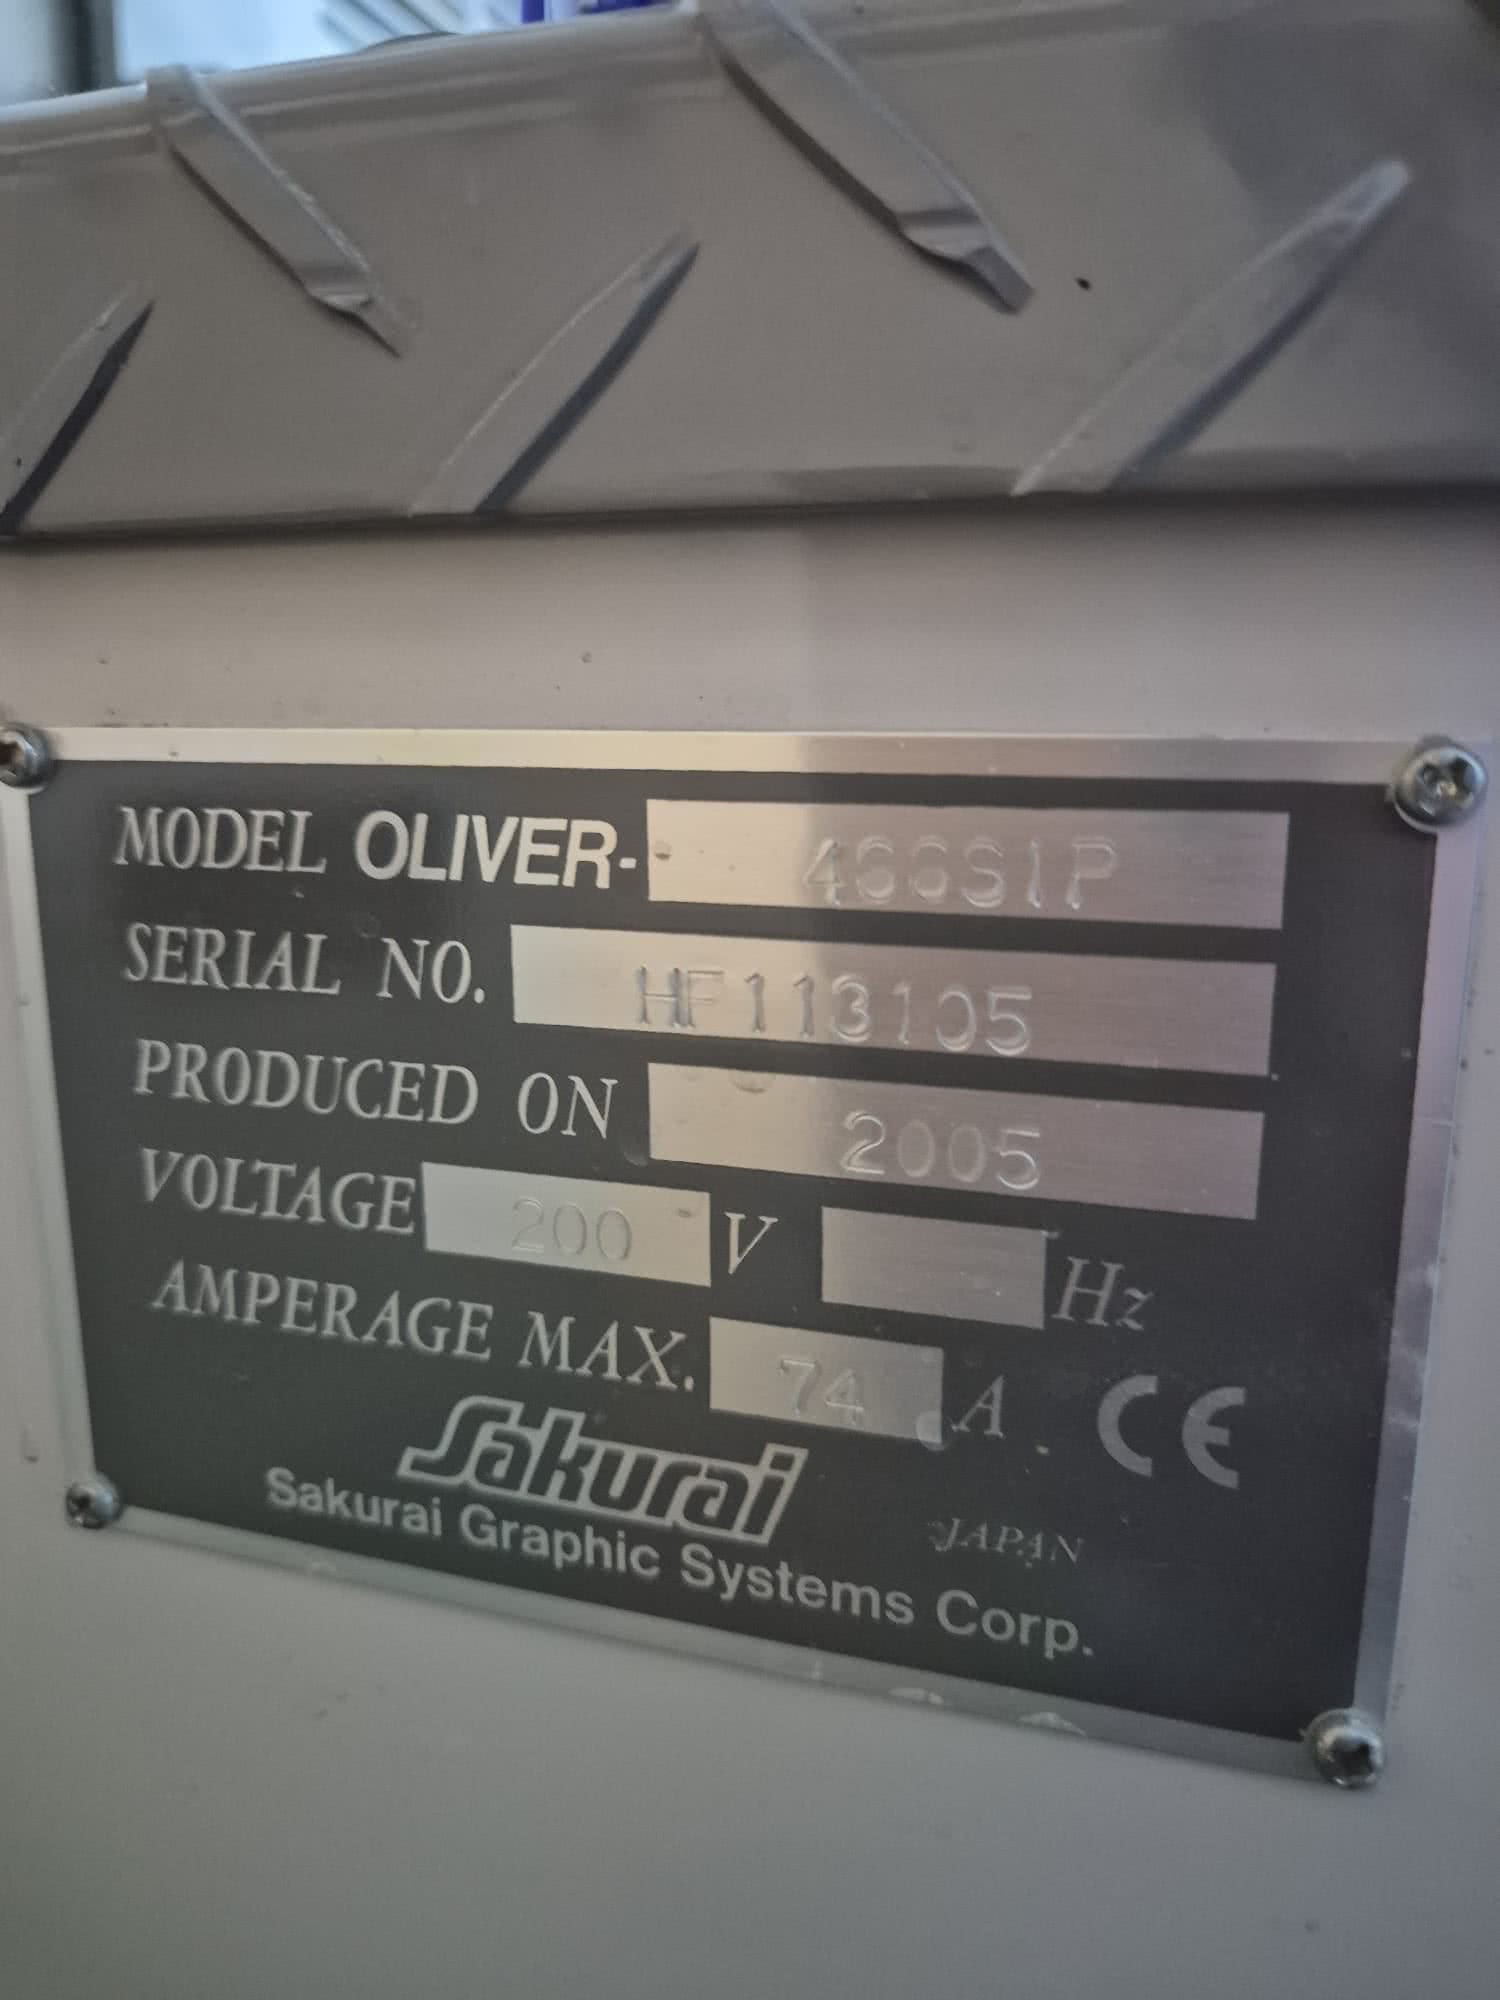 MODEL OLIVER- 466SIP
SERIAL NO. HF113105
PRODUCED ON 2005
VOLTAGE 200 V Hz
AMPERAGE MAX. 74 A CE
Sakurai
JAPAN
Sakurai Graphic Systems Corp.